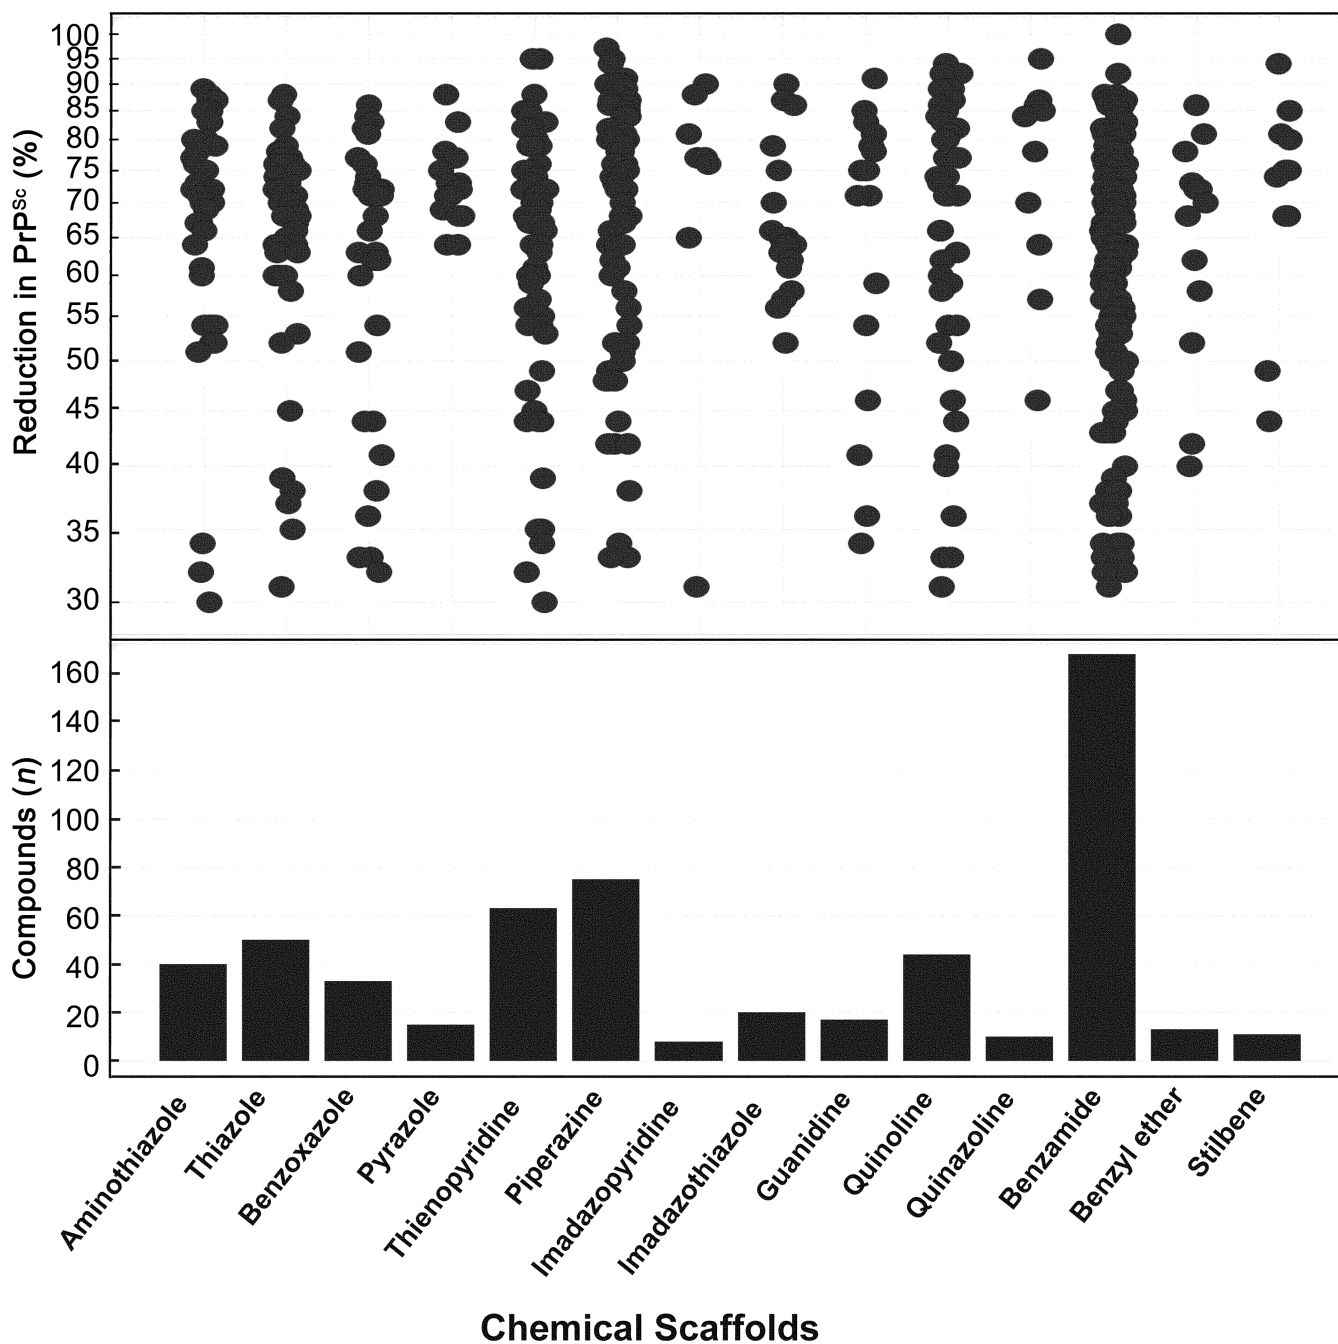 Reduction in PrPSc (%)
100
95
90
85
80
75
70
65
60
55
50
45
40
35
30
Compounds (n)
160
140
120
100
80
60
40
20
0
Aminothiazole
Thiazole
Benzoxazole
Pyrazole
Thienopyridine
Piperazine
Imadazopyridine
Imadazothiazole
Guanidine
Quinoline
Quinazoline
Benzamide
Benzyl ether
Stilbene
Chemical Scaffolds